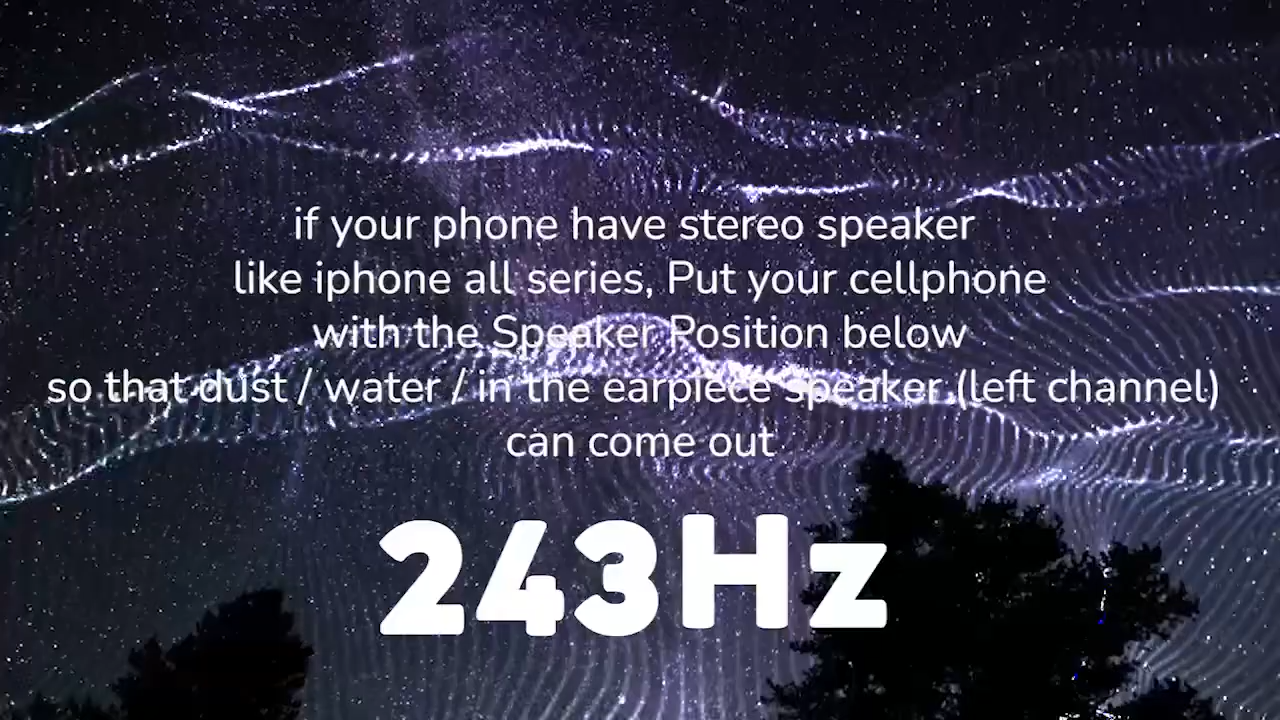 if your phone have stereo speaker
like iphone all series, Put your cellphone
with the Speaker Position below
so that dust / water / in the earpiece speaker (left channel)
can come out
243Hz